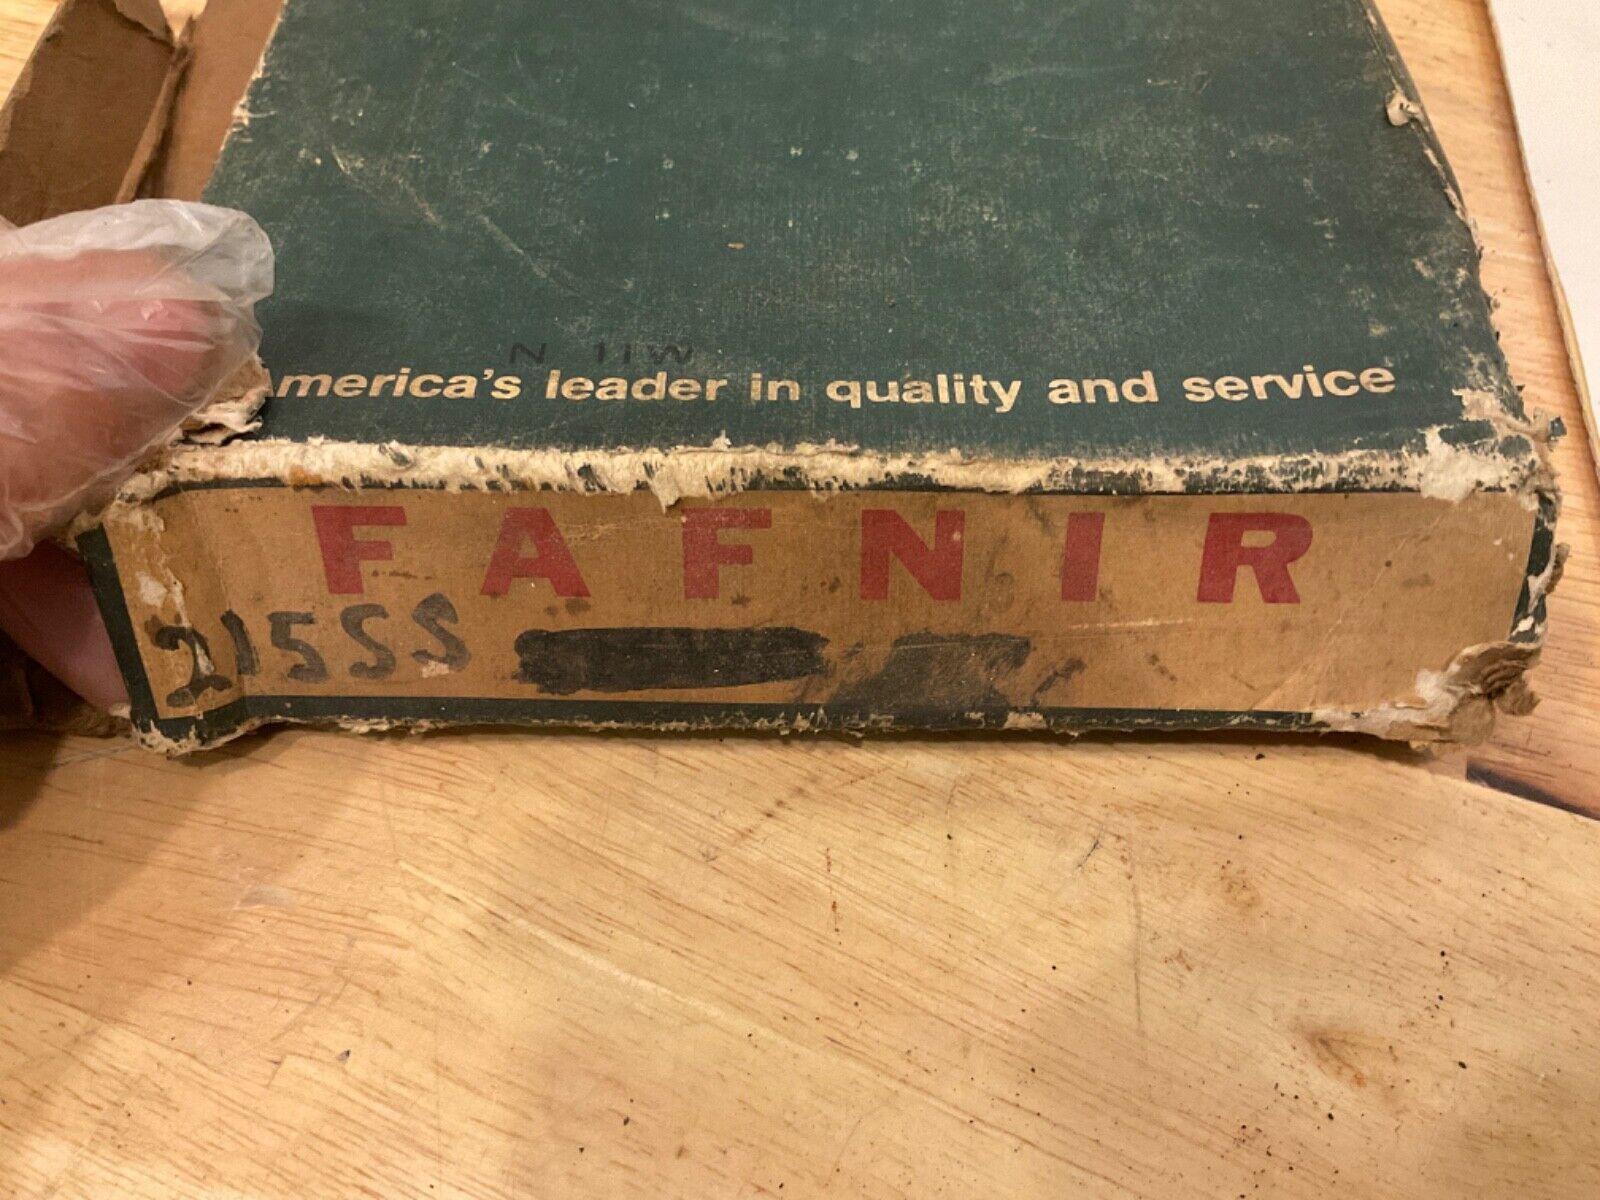 N 11W
America's leader in quality and service
FAFNIR
215SS